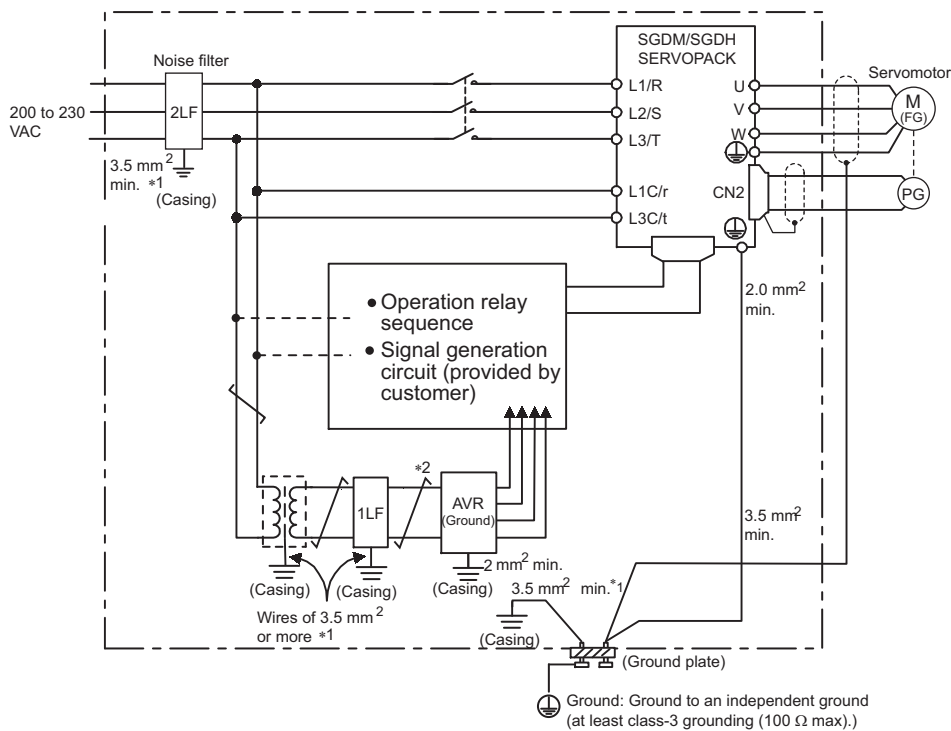 SGDM/SGDH
SERVOPACK
Noise filter
Servomotor
L1/R
U
M
(FG)
200 to 230
VAC
2LF
L2/S
V
L3/T
W
3.5 mm²
min. *1
(Casing)
L1C/r
CN2
PG
L3C/t
2.0 mm²
min.
• Operation relay
sequence
• Signal generation
circuit (provided by
customer)
*2
1LF
AVR
(Ground)
3.5 mm²
min.
(Casing)
(Casing)
(Casing)
2 mm² min.
3.5 mm² min.*1
Wires of 3.5 mm²
or more *1
(Casing)
(Ground plate)
Ground: Ground to an independent ground
(at least class-3 grounding (100 Ω max).)